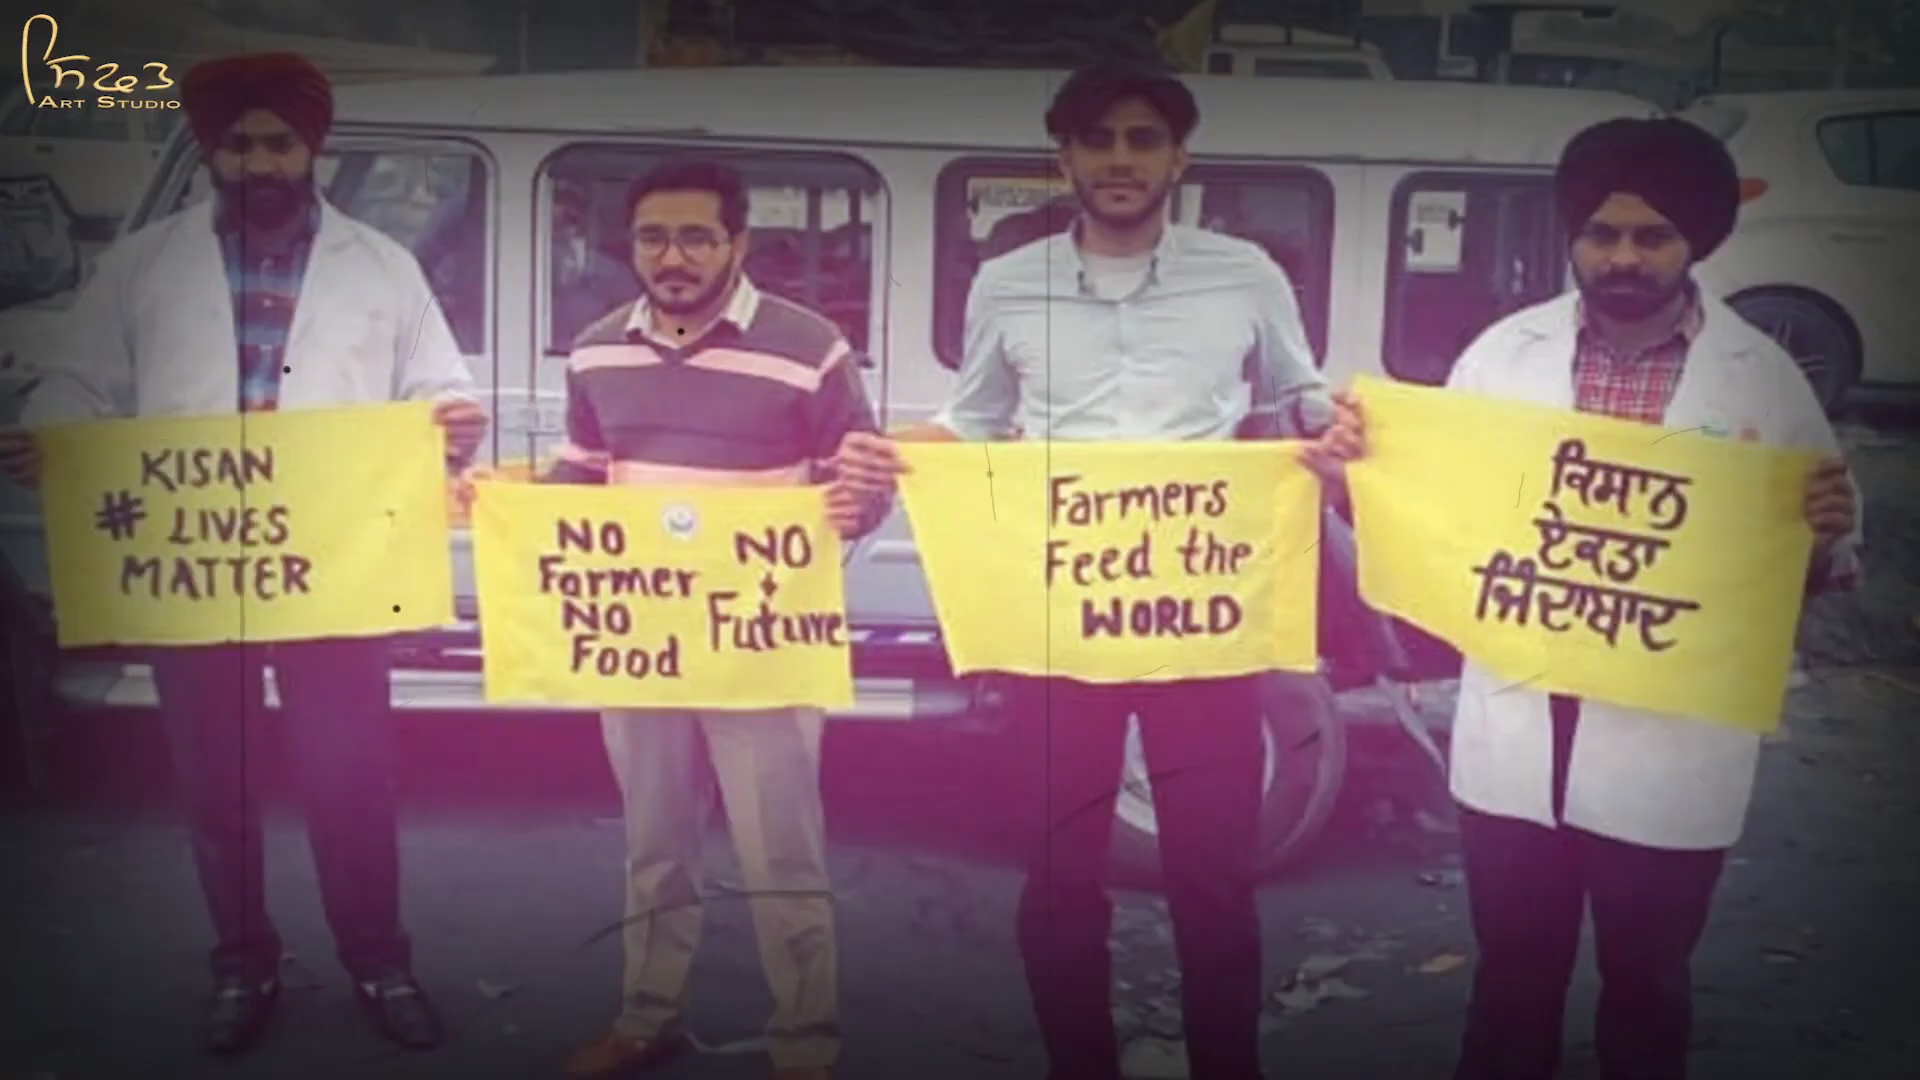 ART STUDIO
KISAN
# LIVES
MATTER
NO
Farmer
NO
Food
NO
+
Future
Farmers
Feed the
WORLD
ਕਿਸਾਨ
ਏਕਤਾ
ਜਿੰਦਾਬਾਦ